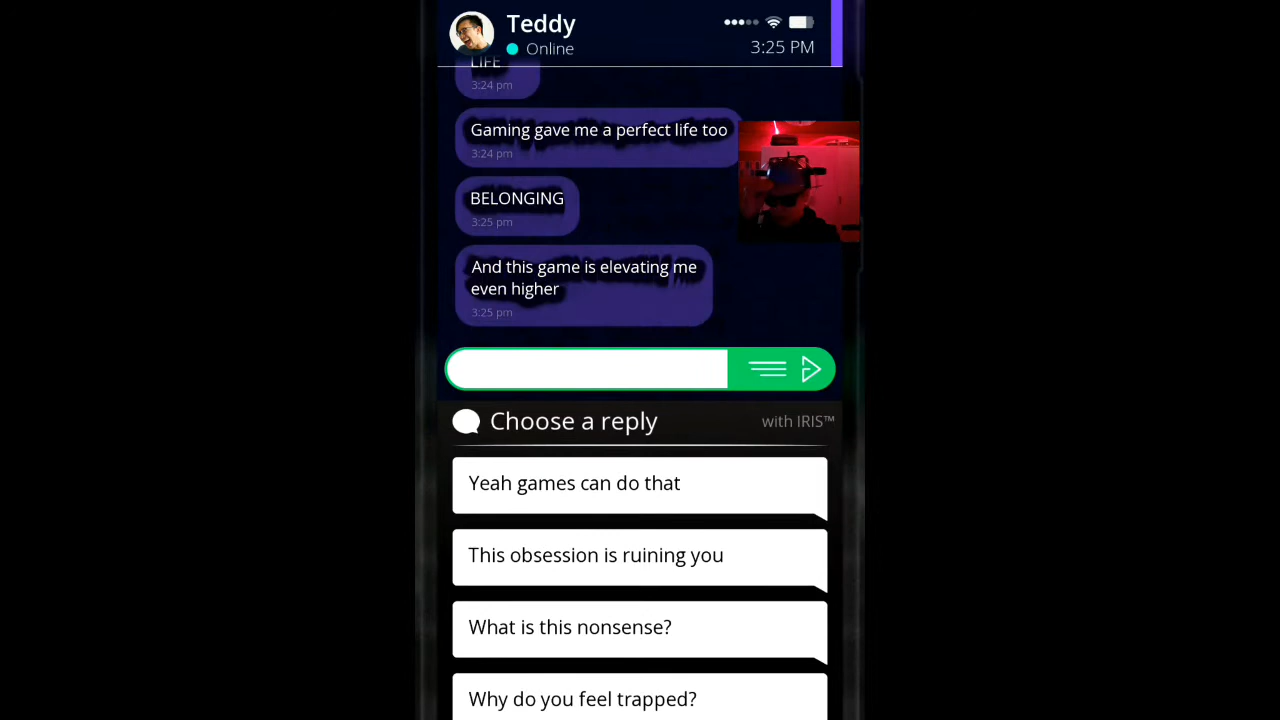 Teddy
Online
3:25 PM
LIFE
3:24 pm
Gaming gave me a perfect life too
3:24 pm
BELONGING
3:25 pm
And this game is elevating me
even higher
3:25 pm
Choose a reply
with IRIS™
Yeah games can do that
This obsession is ruining you
What is this nonsense?
Why do you feel trapped?